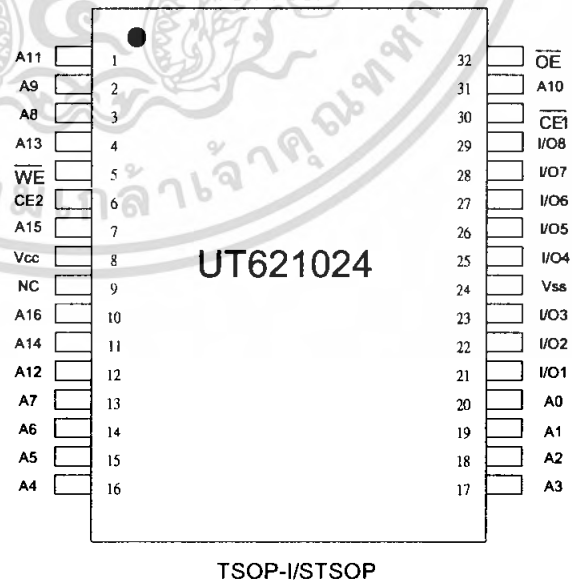 A11 1 32 O̅E̅
A9 2 31 A10
A8 3 30 C̅E̅1̅
A13 4 29 I/O8
W̅E̅ 5 28 I/O7
CE2 6 27 I/O6
A15 7 26 I/O5
Vcc 8 25 I/O4
UT621024
NC 9 24 Vss
A16 10 23 I/O3
A14 11 22 I/O2
A12 12 21 I/O1
A7 13 20 A0
A6 14 19 A1
A5 15 18 A2
A4 16 17 A3
TSOP-I/STSOP